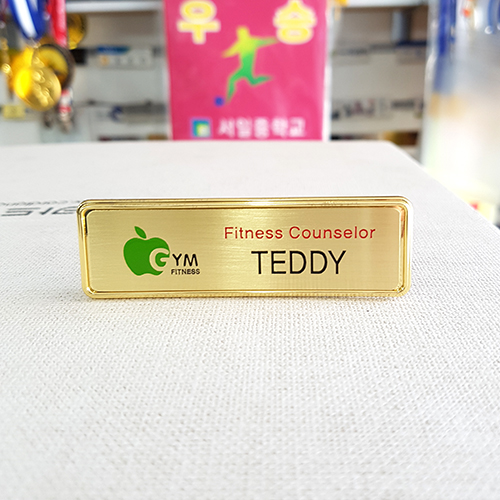 우승
서일중학교
Fitness Counselor
GYM
FITNESS
TEDDY